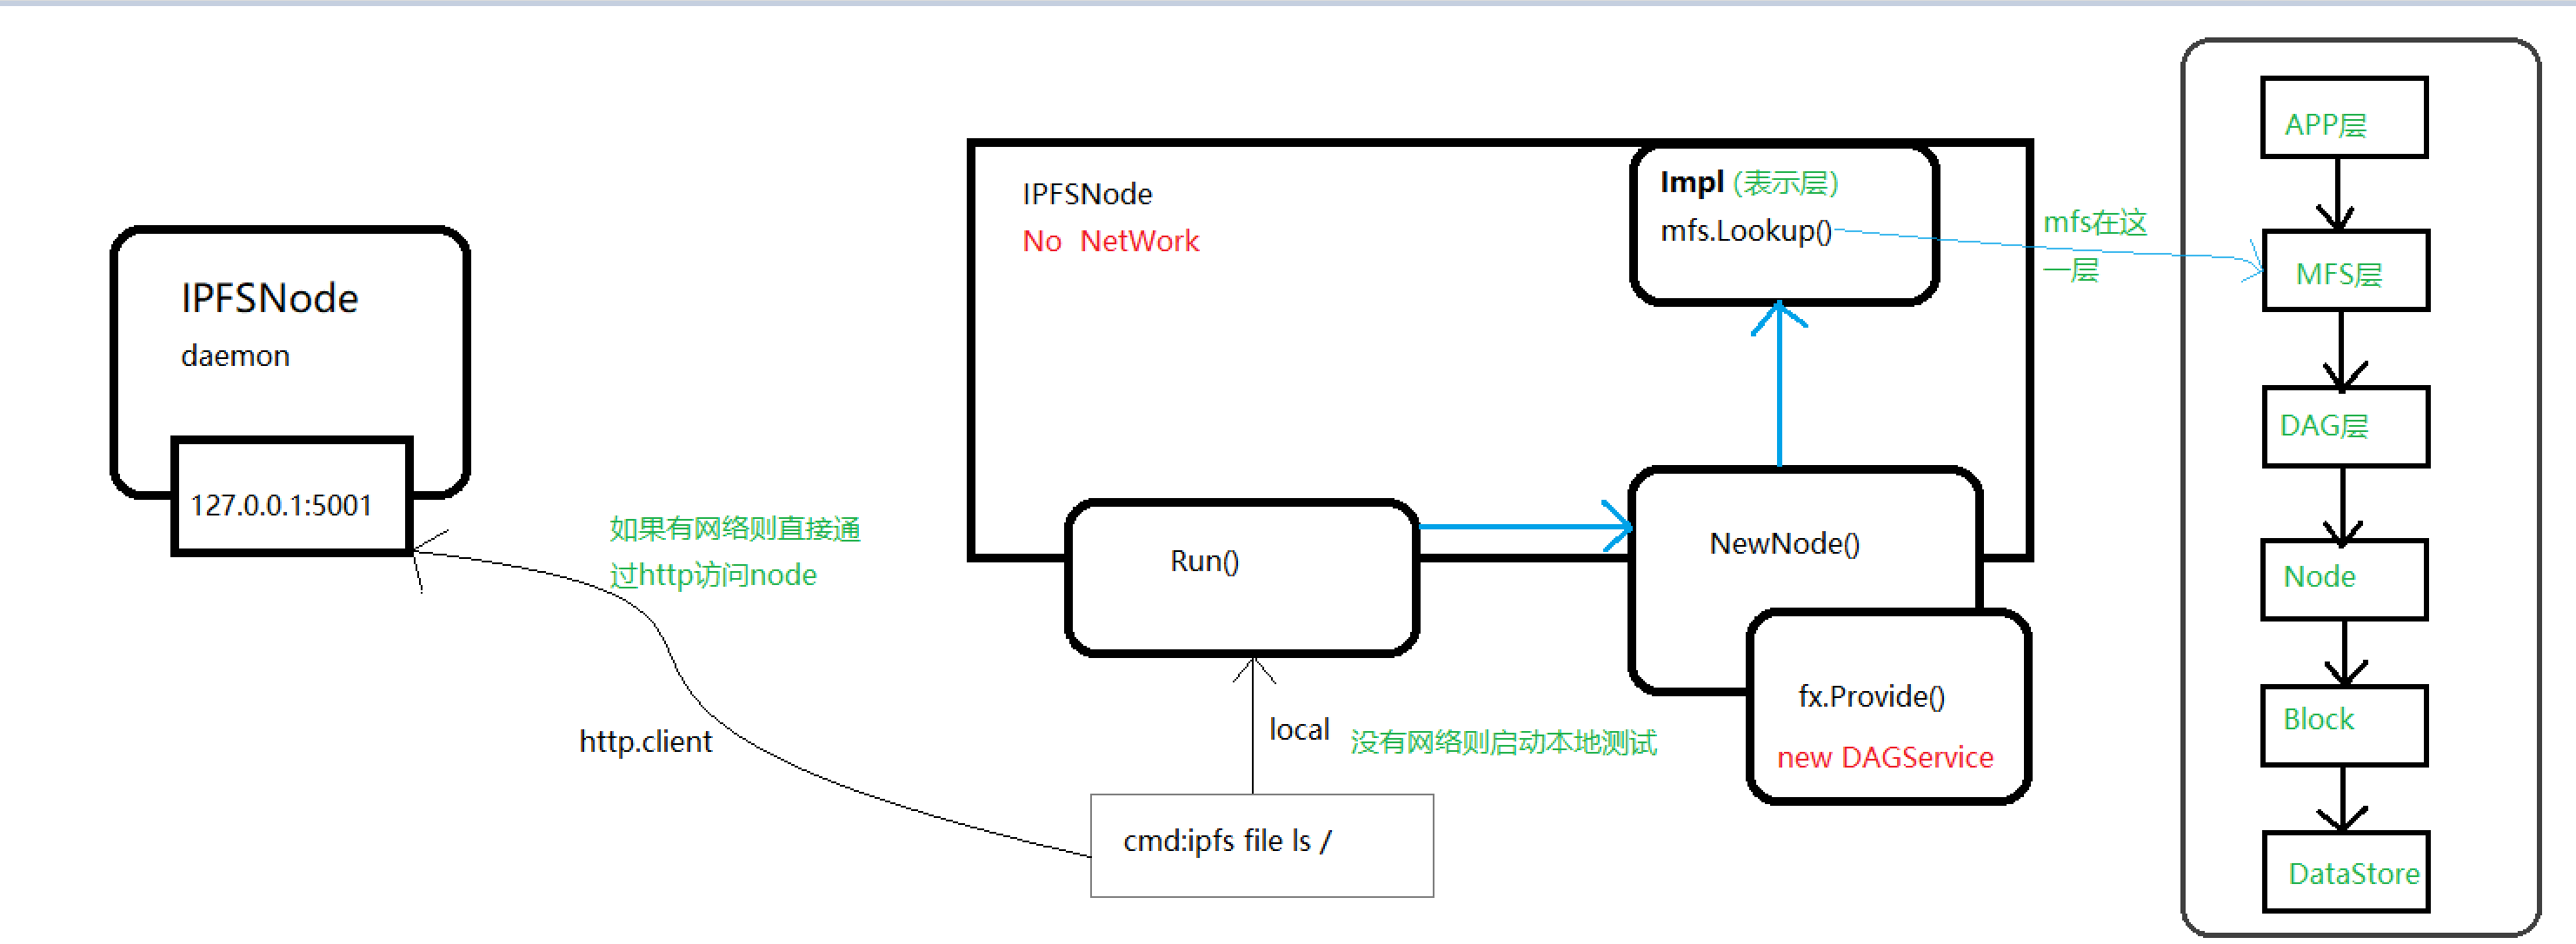 IPFSNode
daemon
127.0.0.1:5001
如果有网络则直接通
过http访问node
http.client
IPFSNode
No NetWork
Impl (表示层)
mfs.Lookup()
Run()
NewNode()
fx.Provide()
new DAGService
local
没有网络则启动本地测试
cmd:ipfs file ls /
mfs在这
一层
APP层
MFS层
DAG层
Node
Block
DataStore